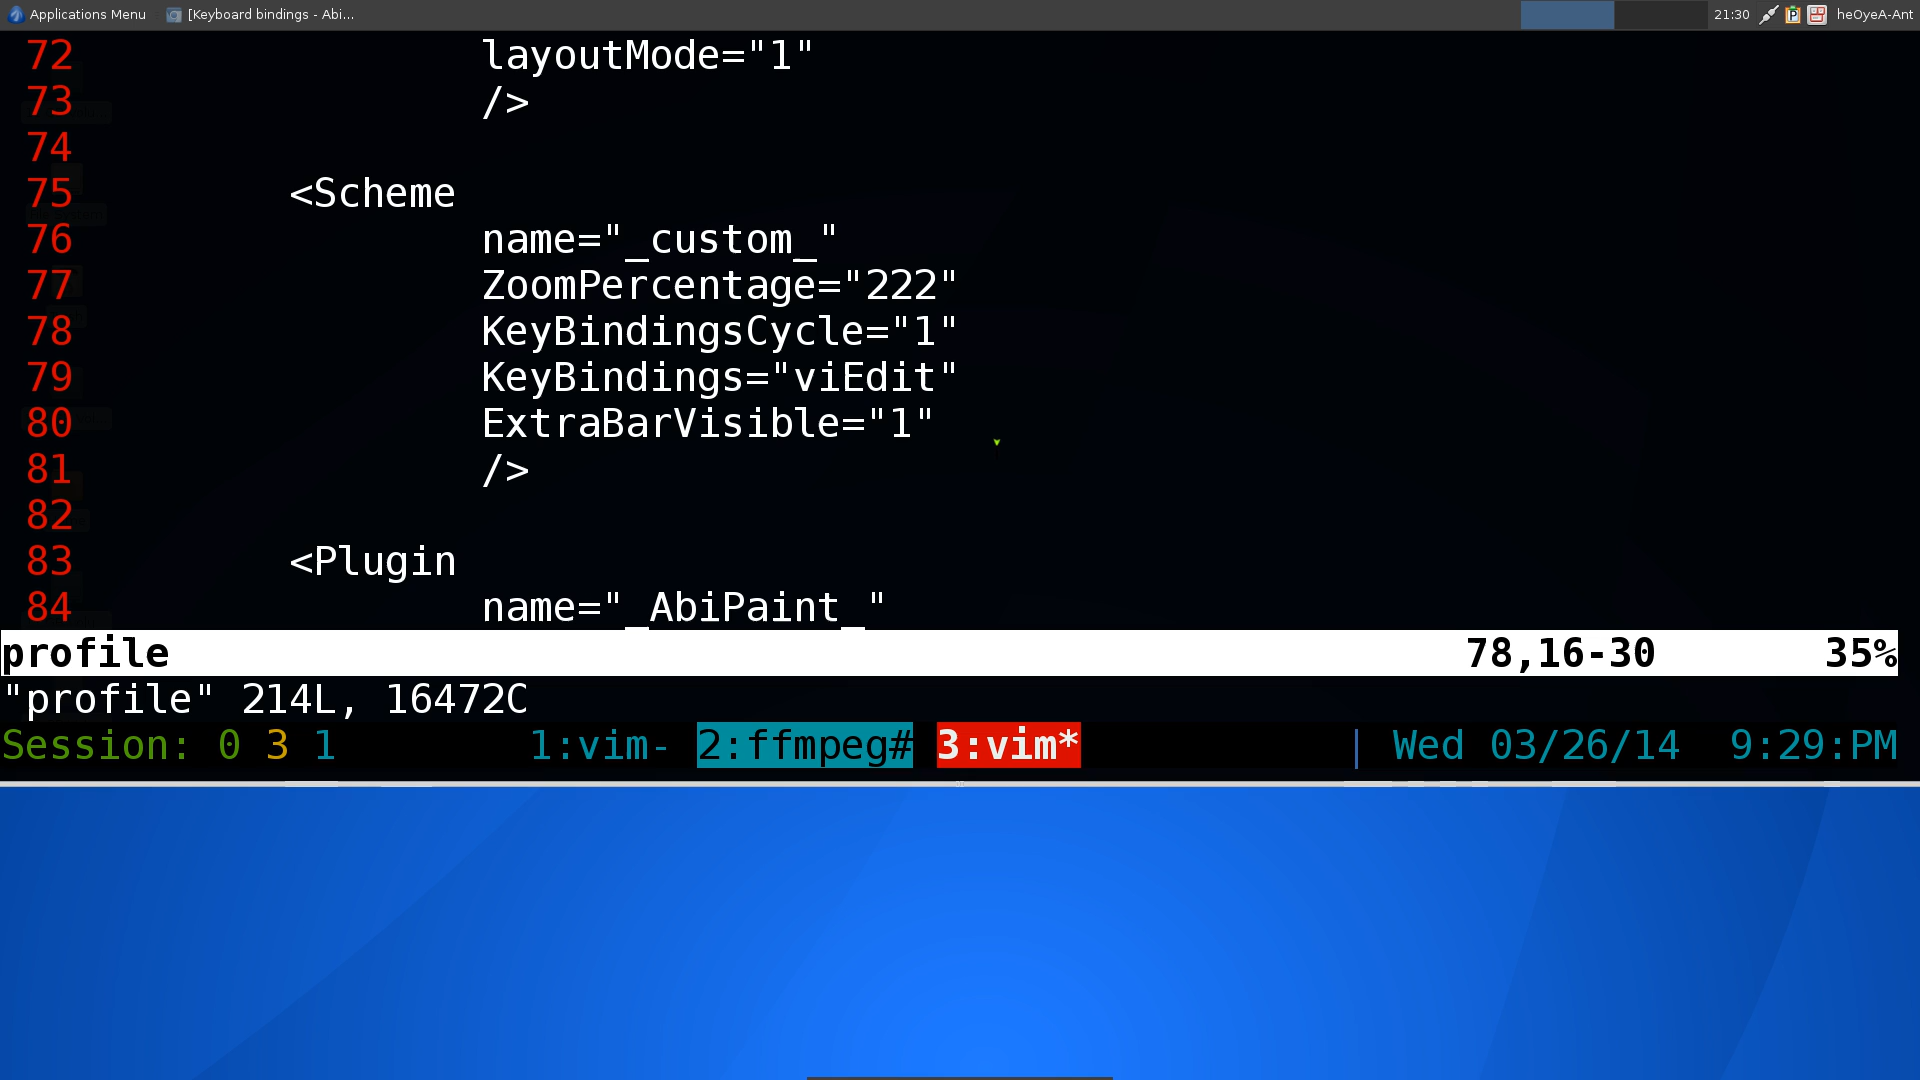 Applications Menu [Keyboard bindings - Abi... 21:30 heOyeA-Ant
72 layoutMode="1"
73 />
74
75 <Scheme
76 name="_custom_"
77 ZoomPercentage="222"
78 KeyBindingsCycle="1"
79 KeyBindings="viEdit"
80 ExtraBarVisible="1"
81 />
82
83 <Plugin
84 name="_AbiPaint_"
profile 78,16-30 35%
"profile" 214L, 16472C
Session: 0 3 1 1:vim- 2:ffmpeg# 3:vim* | Wed 03/26/14 9:29:PM